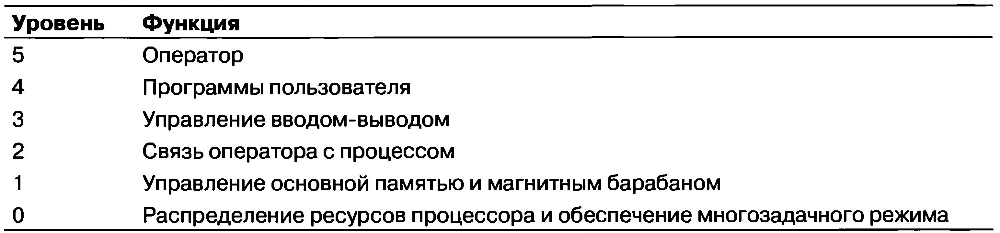 Уровень Функция
5 Оператор
4 Программы пользователя
3 Управление вводом-выводом
2 Связь оператора с процессом
1 Управление основной памятью и магнитным барабаном
0 Распределение ресурсов процессора и обеспечение многозадачного режима